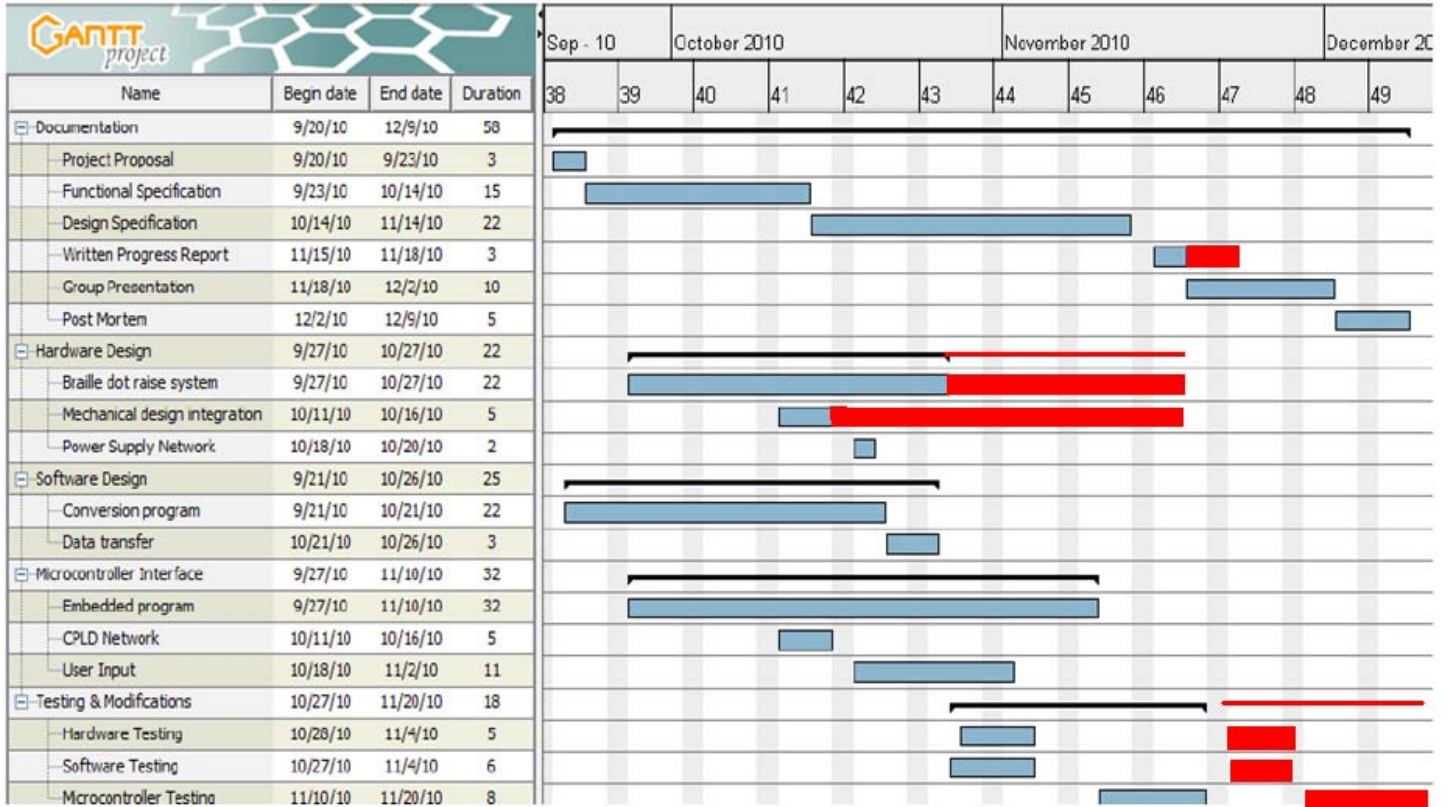 GANTT
project
Sep - 10 October 2010 November 2010 December 20
Name Begin date End date Duration 38 39 40 41 42 43 44 45 46 47 48 49
Documentation 9/20/10 12/9/10 58
Project Proposal 9/20/10 9/23/10 3
Functional Specification 9/23/10 10/14/10 15
Design Specification 10/14/10 11/14/10 22
Written Progress Report 11/15/10 11/18/10 3
Group Presentation 11/18/10 12/2/10 10
Post Mortem 12/2/10 12/9/10 5
Hardware Design 9/27/10 10/27/10 22
Braille dot raise system 9/27/10 10/27/10 22
Mechanical design integration 10/11/10 10/16/10 5
Power Supply Network 10/18/10 10/20/10 2
Software Design 9/21/10 10/26/10 25
Conversion program 9/21/10 10/21/10 22
Data transfer 10/21/10 10/26/10 3
Microcontroller Interface 9/27/10 11/10/10 32
Embedded program 9/27/10 11/10/10 32
CPLD Network 10/11/10 10/16/10 5
User Input 10/18/10 11/2/10 11
Testing & Modifications 10/27/10 11/20/10 18
Hardware Testing 10/28/10 11/4/10 5
Software Testing 10/27/10 11/4/10 6
Microcontroller Testing 11/10/10 11/20/10 8